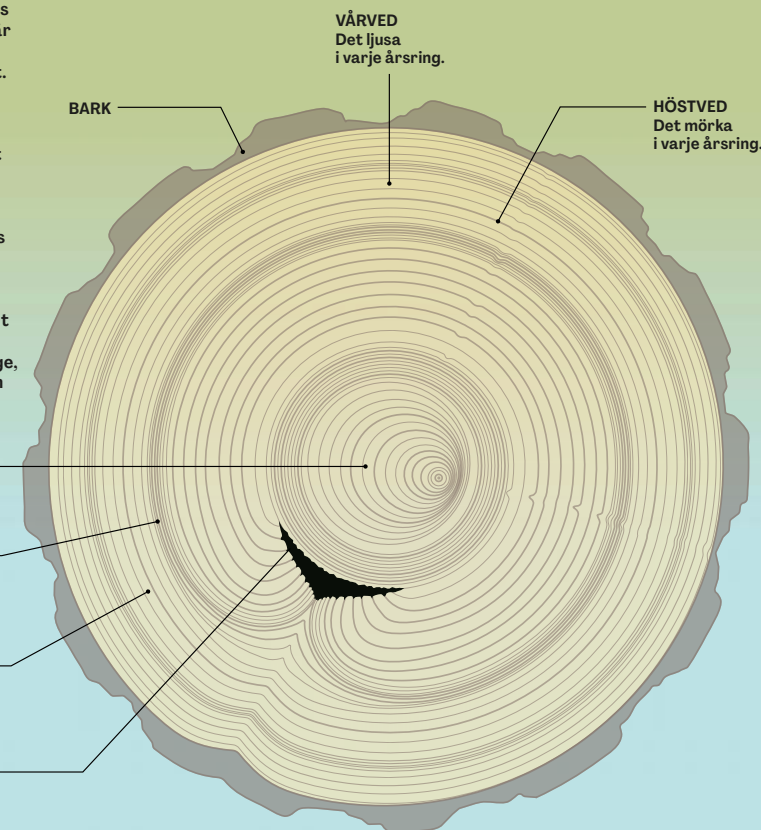 VÅRVED
Det ljusa
i varje årsring.
BARK
HÖSTVED
Det mörka
i varje årsring.